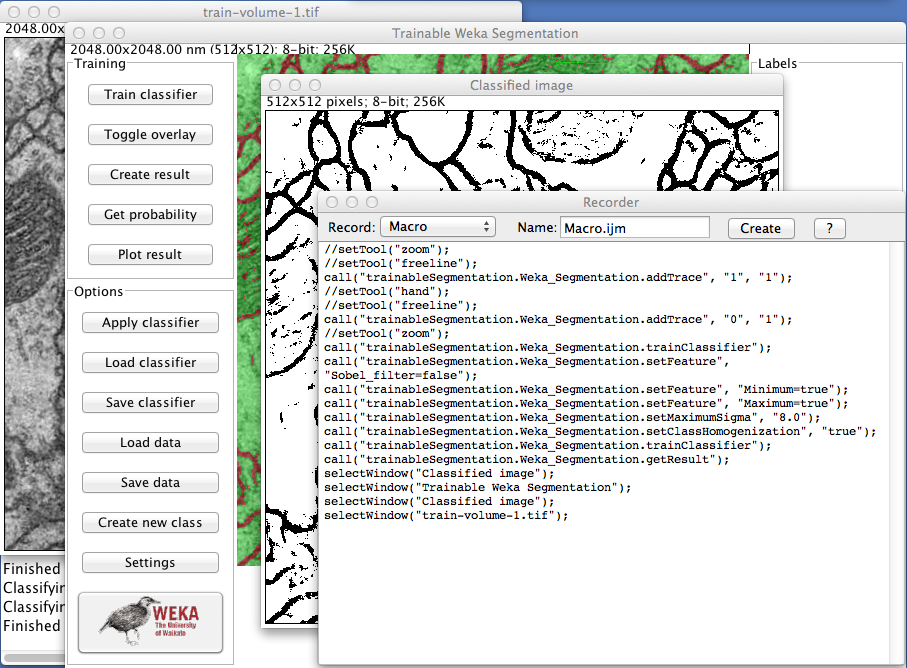 train-volume-1.tif
2048.00x
Trainable Weka Segmentation
2048.00x2048.00 nm (512x512); 8-bit; 256K
Training
Train classifier
Toggle overlay
Create result
Get probability
Plot result
Options
Apply classifier
Load classifier
Save classifier
Load data
Save data
Create new class
Settings
WEKA
The University
of Waikato
Labels
Classified image
512x512 pixels; 8-bit; 256K
Recorder
Record: Macro Name: Macro.ijm Create ?
//setTool("zoom");
//setTool("freeline");
call("trainableSegmentation.Weka_Segmentation.addTrace", "1", "1");
//setTool("hand");
//setTool("freeline");
call("trainableSegmentation.Weka_Segmentation.addTrace", "0", "1");
//setTool("zoom");
call("trainableSegmentation.Weka_Segmentation.trainClassifier");
call("trainableSegmentation.Weka_Segmentation.setFeature",
"Sobel_filter=false");
call("trainableSegmentation.Weka_Segmentation.setFeature", "Minimum=true");
call("trainableSegmentation.Weka_Segmentation.setFeature", "Maximum=true");
call("trainableSegmentation.Weka_Segmentation.setMaximumSigma", "8.0");
call("trainableSegmentation.Weka_Segmentation.setClassHomogenization", "true");
call("trainableSegmentation.Weka_Segmentation.trainClassifier");
call("trainableSegmentation.Weka_Segmentation.getResult");
selectWindow("Classified image");
selectWindow("Trainable Weka Segmentation");
selectWindow("Classified image");
selectWindow("train-volume-1.tif");
Finished
Classifyin
Classifyin
Finished